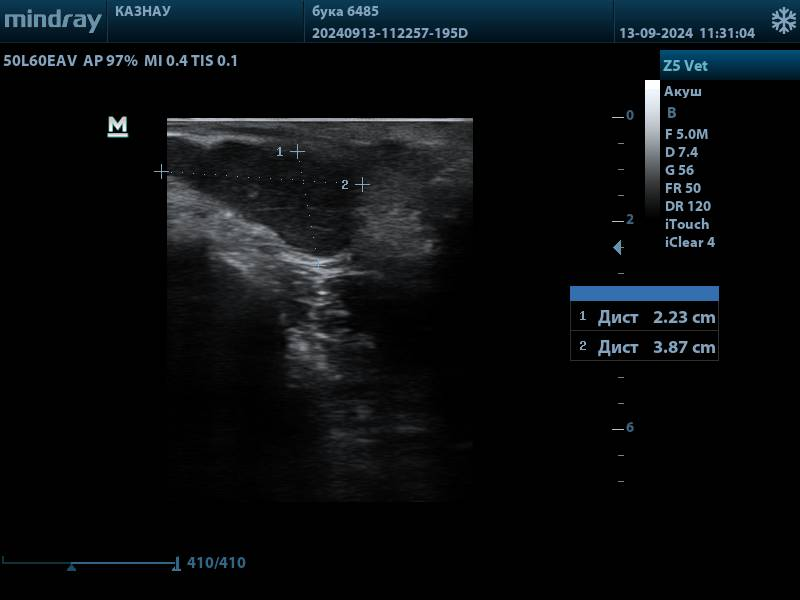 mindray
КАЗНАУ
бука 6485
20240913-112257-195D
13-09-2024 11:31:04
50L60EAV AP 97% MI 0.4 TIS 0.1
Z5 Vet
Акуш
B
F 5.0M
D 7.4
G 56
FR 50
DR 120
iTouch
iClear 4
M
1
2
0
2
6
1 Дист 2.23 cm
2 Дист 3.87 cm
410/410